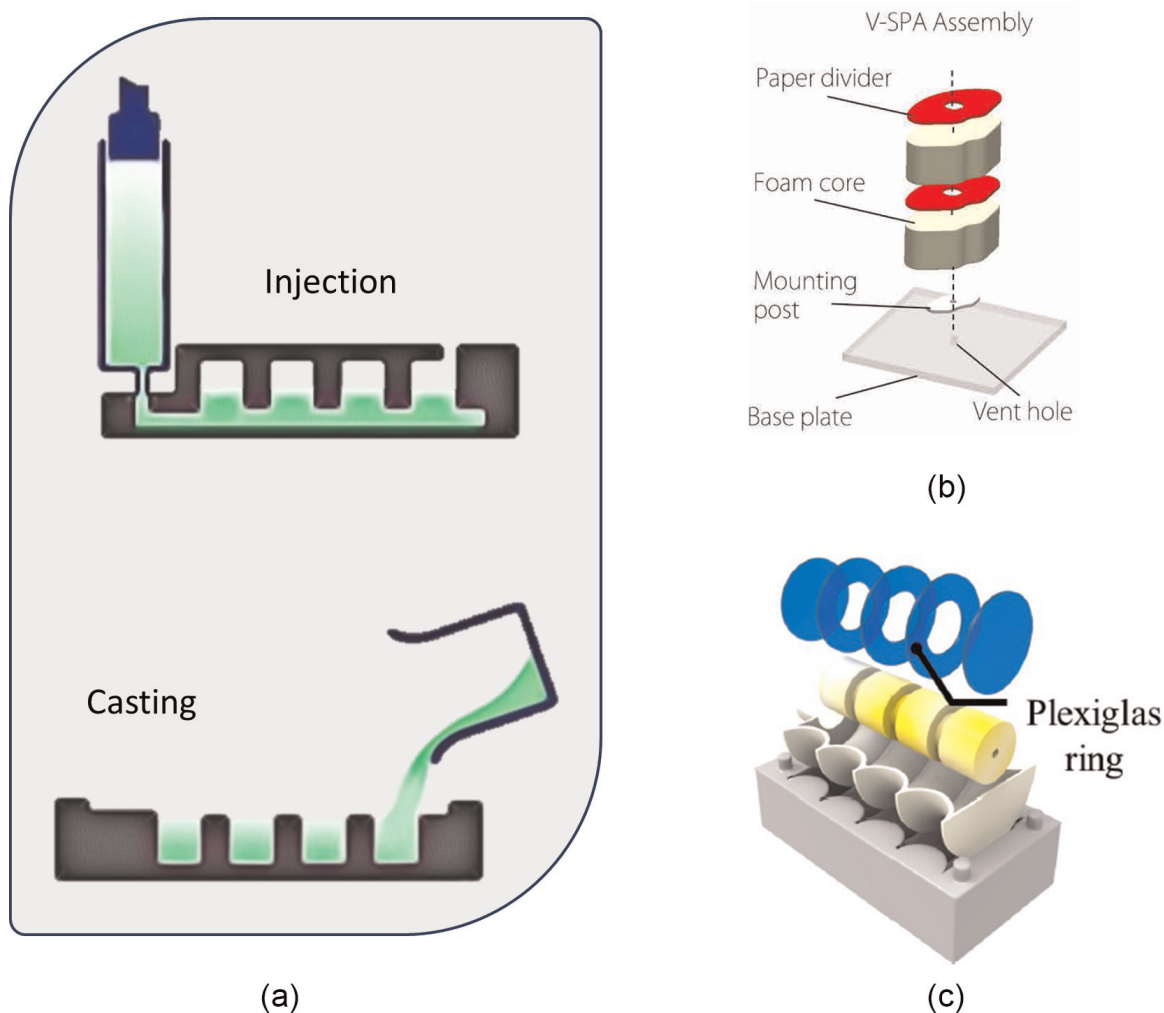 Injection
Casting
(a)
V-SPA Assembly
Paper divider
Foam core
Mounting
post
Base plate
Vent hole
(b)
Plexiglas
ring
(c)